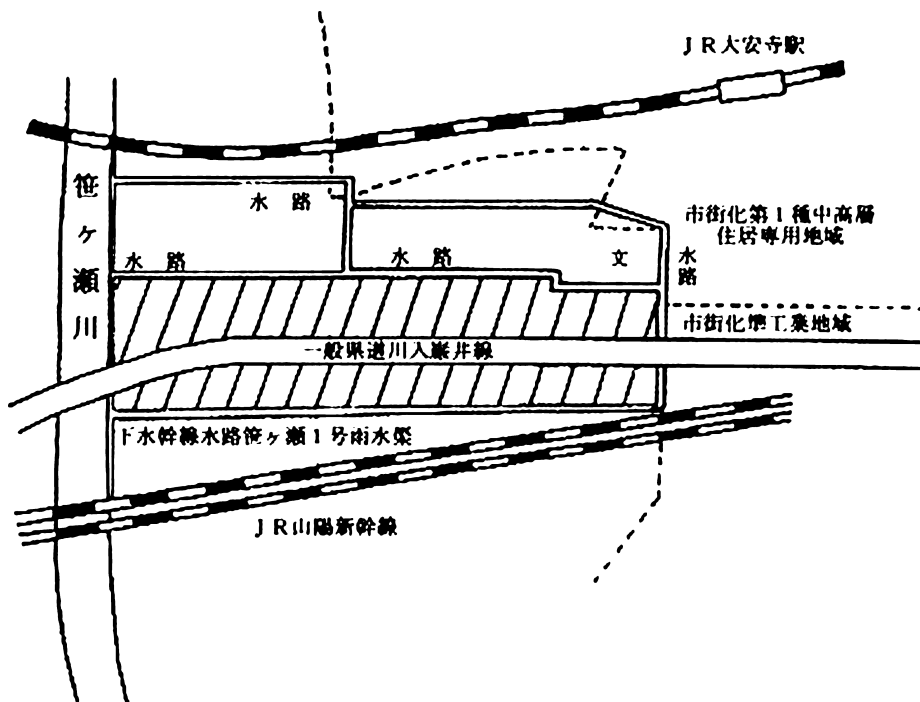 JR大安寺駅
笹ヶ瀬川
水路
市街化第1種中高層
住居専用地域
水路
水路
文
水路
市街化準工業地域
一般県道川入巌井線
下水幹線水路笹ヶ瀬1号雨水渠
JR山陽新幹線